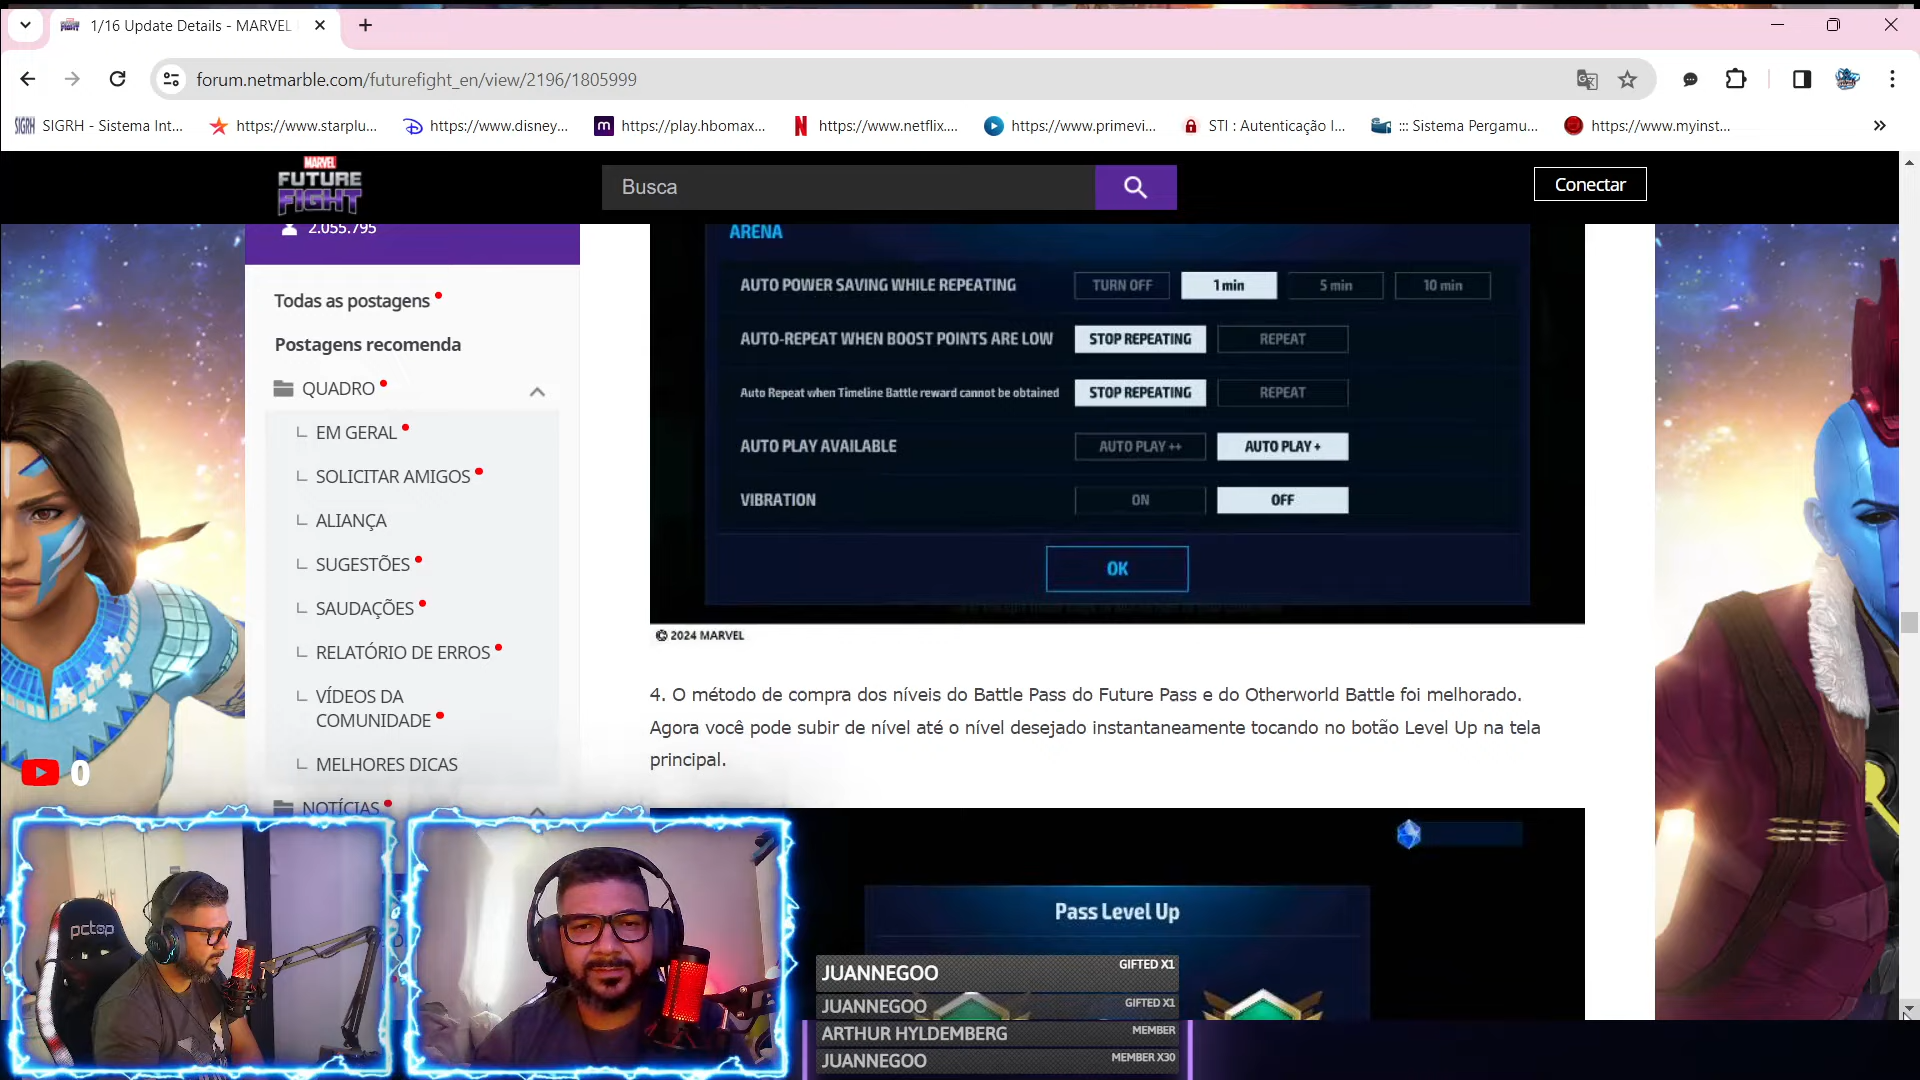 1/16 Update Details - MARVEL
forum.netmarble.com/futurefight_en/view/2196/1805999
SIGRH
SIGRH - Sistema Int...
https://www.starplu...
https://www.disney...
m
https://play.hbomax...
N
https://www.netflix....
https://www.primevi...
STI : Autenticação I...
::: Sistema Pergamu...
https://www.myinst...
»
MARVEL
FUTURE
FIGHT
Busca
Conectar
2.055.795
Todas as postagens
Postagens recomenda
QUADRO
EM GERAL
SOLICITAR AMIGOS
ALIANÇA
SUGESTÕES
SAUDAÇÕES
RELATÓRIO DE ERROS
VÍDEOS DA
COMUNIDADE
MELHORES DICAS
NOTÍCIAS
ARENA
AUTO POWER SAVING WHILE REPEATING
TURN OFF
1 min
5 min
10 min
AUTO-REPEAT WHEN BOOST POINTS ARE LOW
STOP REPEATING
REPEAT
Auto Repeat when Timeline Battle reward cannot be obtained
STOP REPEATING
REPEAT
AUTO PLAY AVAILABLE
AUTO PLAY ++
AUTO PLAY +
VIBRATION
ON
OFF
OK
© 2024 MARVEL
4. O método de compra dos níveis do Battle Pass do Future Pass e do Otherworld Battle foi melhorado.
Agora você pode subir de nível até o nível desejado instantaneamente tocando no botão Level Up na tela
principal.
Pass Level Up
0
pctop
JUANNEGOO
GIFTED X1
JUANNEGOO
GIFTED X1
ARTHUR HYLDEMBERG
MEMBER
JUANNEGOO
MEMBER X30